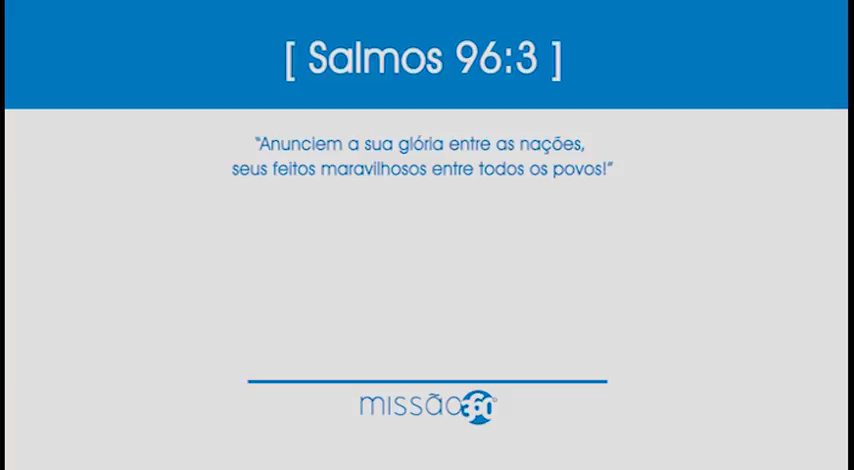 [ Salmos 96:3 ]
“Anunciem a sua glória entre as nações,
seus feitos maravilhosos entre todos os povos!”
missão360°